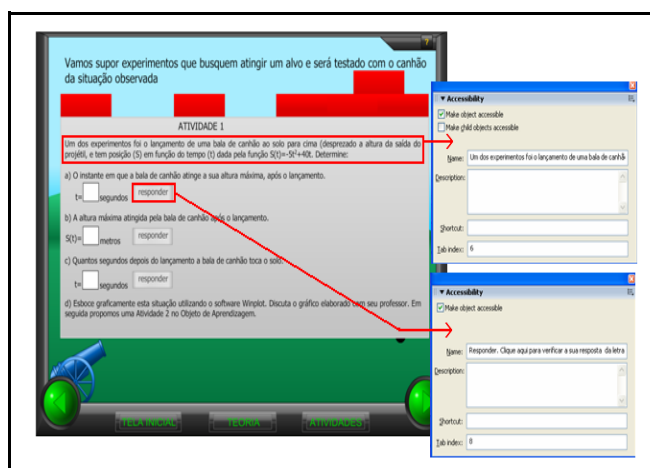 Vamos supor experimentos que busquem atingir um alvo e será testado com o canhão
da situação observada
ATIVIDADE 1
Um dos experimentos foi o lançamento de uma bala de canhão ao solo para cima (desprezado a altura da saída do
projétil, e tem posição (S) em função do tempo (t) dada pela função S(t)=-5t²+40t. Determine:
a) O instante em que a bala de canhão atinge a sua altura máxima, após o lançamento.
t= segundos responder
b) A altura máxima atingida pela bala de canhão após o lançamento.
S(t)= metros responder
c) Quantos segundos depois do lançamento a bala de canhão toca o solo.
t= segundos responder
d) Esboce graficamente esta situação utilizando o software Winplot. Discuta o gráfico elaborado com seu professor. Em
seguida propomos uma Atividade 2 no Objeto de Aprendizagem.
TELA INICIAL TEORIA ATIVIDADES
?
▼ Accessibility
Make object accessible
Make child objects accessible
Name: Um dos experimentos foi o lançamento de uma bala de canhã
Description:
Shortcut:
Tab index: 6
▼ Accessibility
Make object accessible
Name: Responder. Clique aqui para verificar a sua resposta da letra
Description:
Shortcut:
Tab index: 8